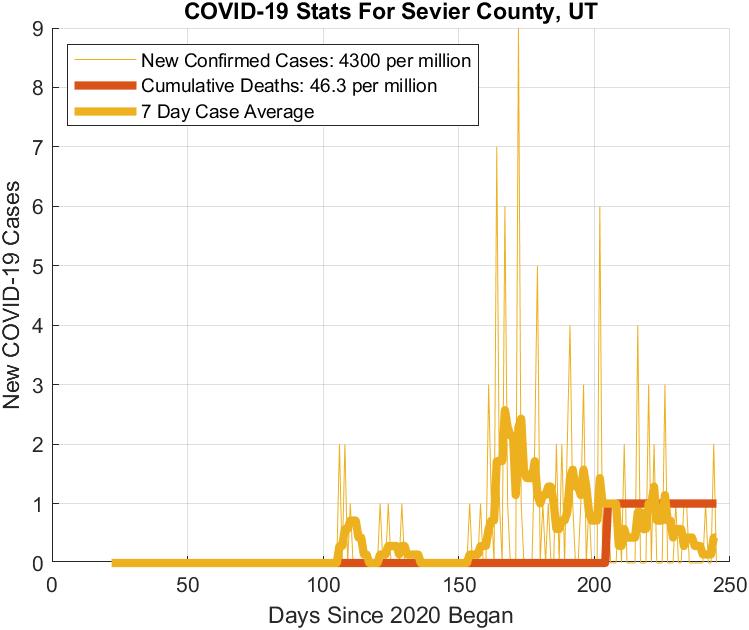 COVID-19 Stats For Sevier County, UT
New Confirmed Cases: 4300 per million
Cumulative Deaths: 46.3 per million
7 Day Case Average
New COVID-19 Cases
9
8
7
6
5
4
3
2
1
0
0 50 100 150 200 250
Days Since 2020 Began